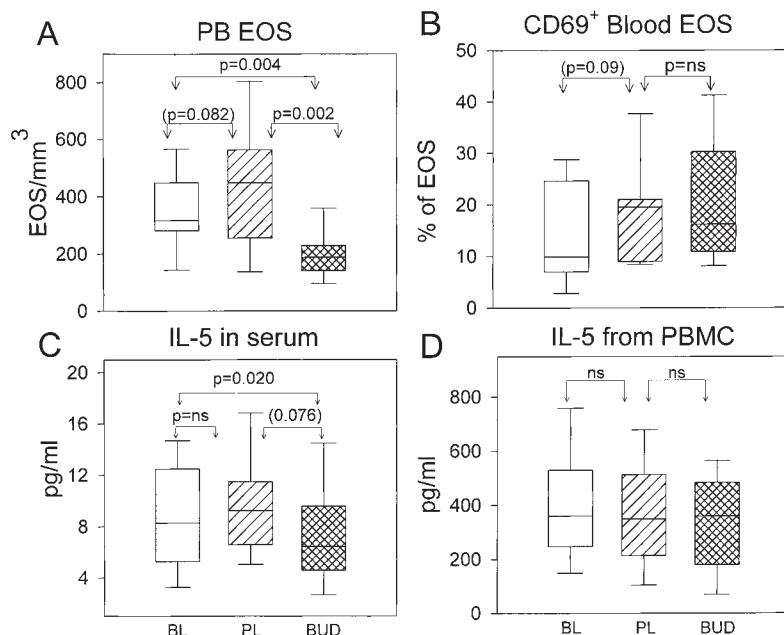 A
PB EOS
800
600
400
200
0
EOS/mm³
p=0.004
(p=0.082)
p=0.002
B
CD69⁺ Blood EOS
50
40
30
20
10
0
% of EOS
(p=0.09)
p=ns
C
IL-5 in serum
20
16
12
8
4
pg/ml
p=0.020
p=ns
(0.076)
BL
PL
BUD
D
IL-5 from PBMC
800
600
400
200
0
pg/ml
ns
ns
BL
PL
BUD